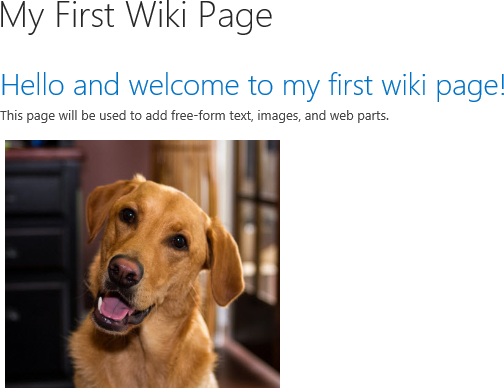 My First Wiki Page
Hello and welcome to my first wiki page!
This page will be used to add free-form text, images, and web parts.